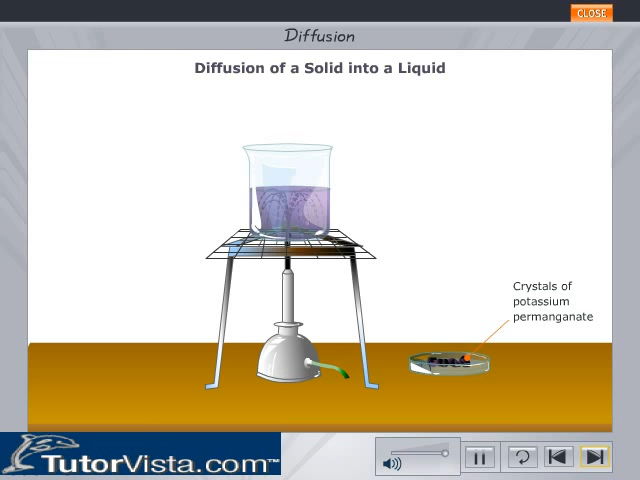 CLOSE
Diffusion
Diffusion of a Solid into a Liquid
Crystals of
potassium
permanganate
TutorVista.com™